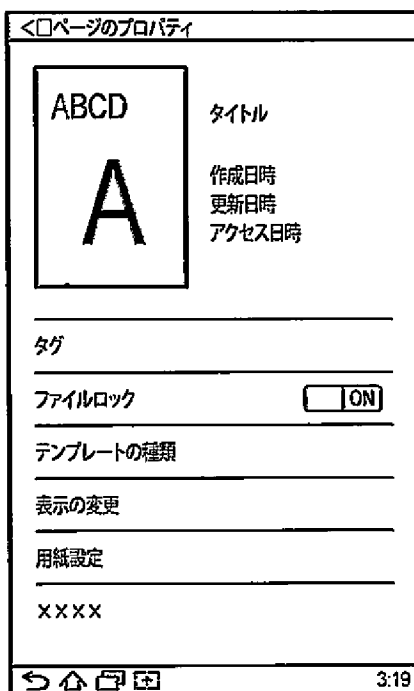 <□ページのプロパティ
ABCD
A
タイトル
作成日時
更新日時
アクセス日時
タグ
ファイルロック
ON
テンプレートの種類
表示の変更
用紙設定
××××
3:19